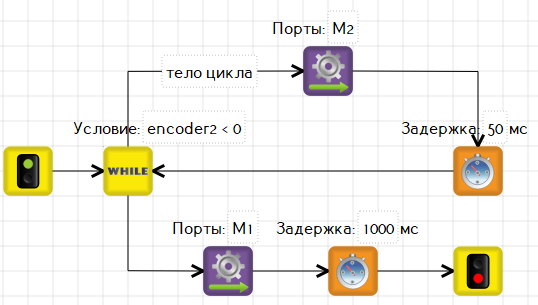 Порты: M2
тело цикла
Условие: encoder2 < 0
Задержка: 50 мс
WHILE
Порты: M1
Задержка: 1000 мс